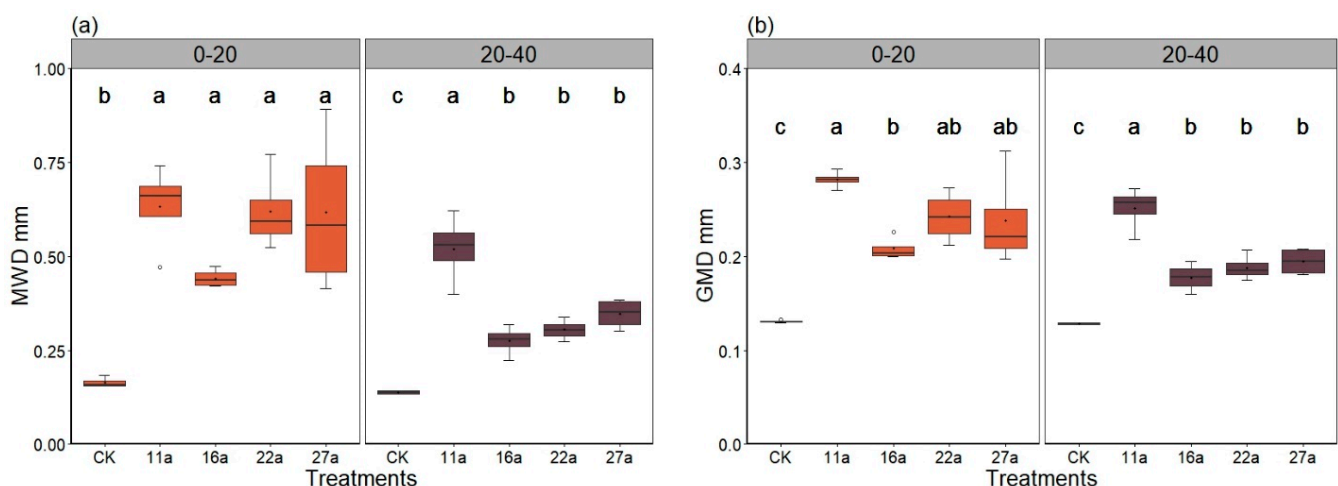 (a)
0-20
20-40
1.00
0.75
0.50
0.25
0.00
MWD mm
b a a a a
c a b b b
CK 11a 16a 22a 27a
CK 11a 16a 22a 27a
Treatments
(b)
0-20
20-40
0.4
0.3
0.2
0.1
0.0
GMD mm
c a b ab ab
c a b b b
CK 11a 16a 22a 27a
CK 11a 16a 22a 27a
Treatments